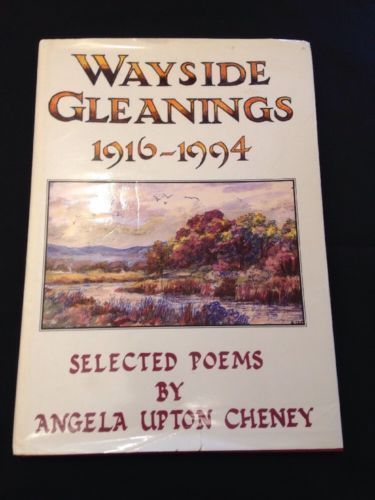 WAYSIDE
GLEANINGS
1916-1994
SELECTED POEMS
BY
ANGELA UPTON CHENEY